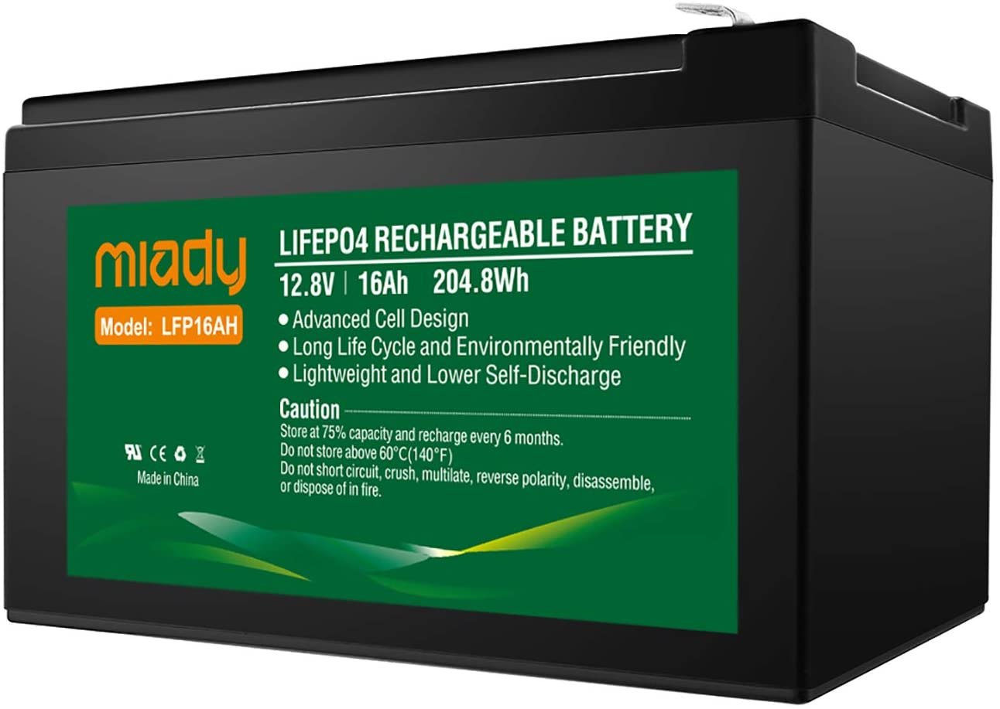 mıady
Model: LFP16AH
LIFEPO4 RECHARGEABLE BATTERY
12.8V | 16Ah 204.8Wh
● Advanced Cell Design
● Long Life Cycle and Environmentally Friendly
● Lightweight and Lower Self-Discharge
Caution
Store at 75% capacity and recharge every 6 months.
Do not store above 60°C(140°F)
Do not short circuit, crush, multilate, reverse polarity, disassemble,
or dispose of in fire.
CE
Made in China